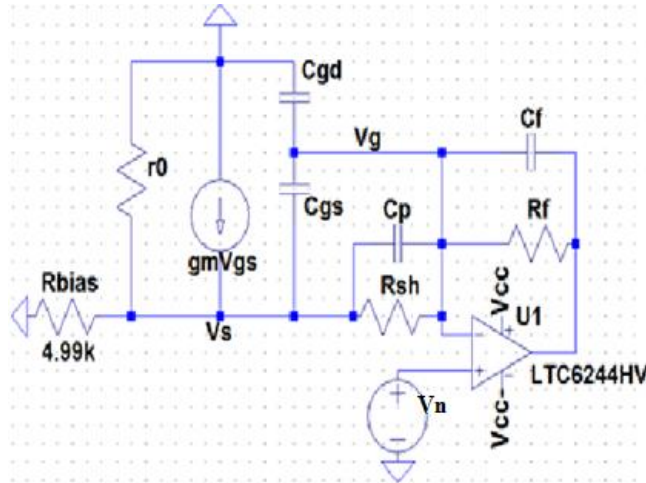 Cgd
Vg
Cf
r0
Cgs
Cp
Rf
gmVgs
Rbias
Rsh
Vcc
U1
Vs
4.99k
LTC6244HV
Vn
Vcc-